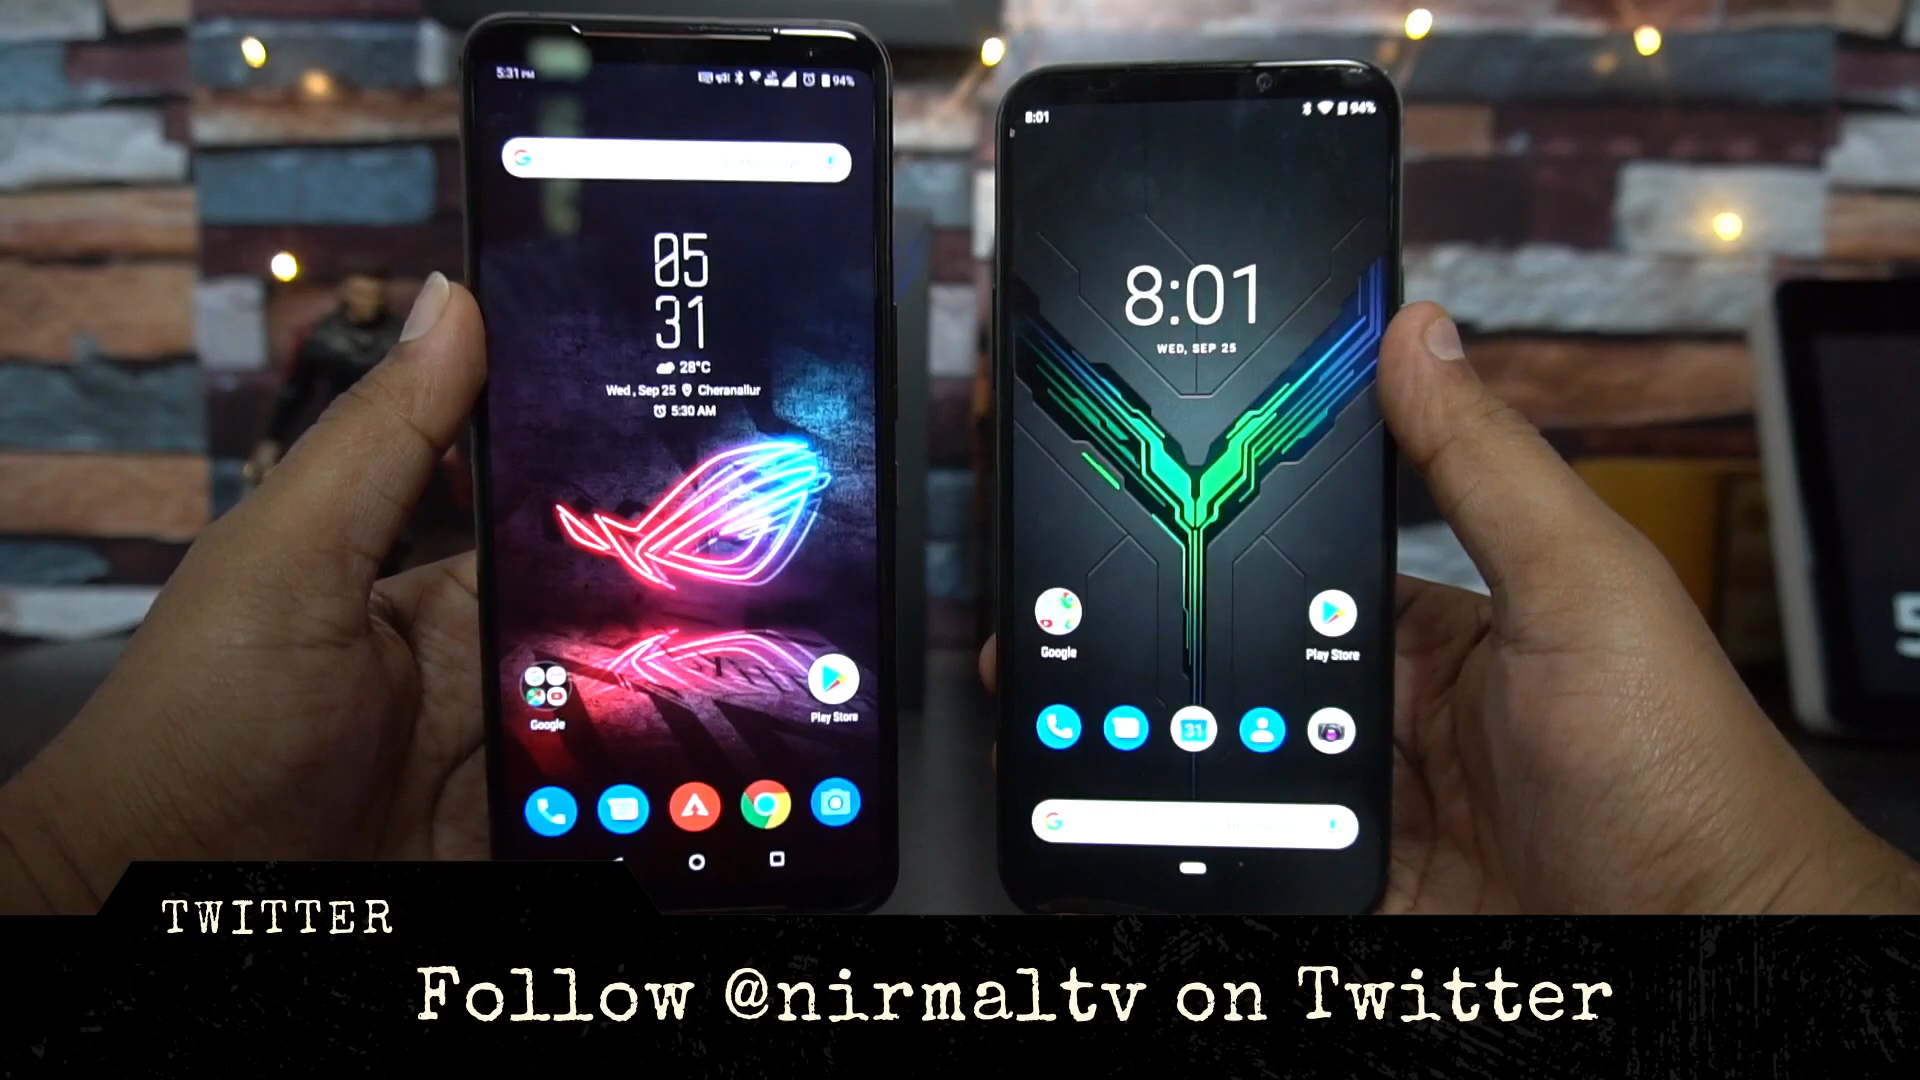 5:31 PM
94%
05
31
28°C
Wed, Sep 25 Cheranallur
5:30 AM
Google
Play Store
8:01
94%
8:01
WED, SEP 25
Google
Play Store
31
TWITTER
Follow @nirmaltv on Twitter